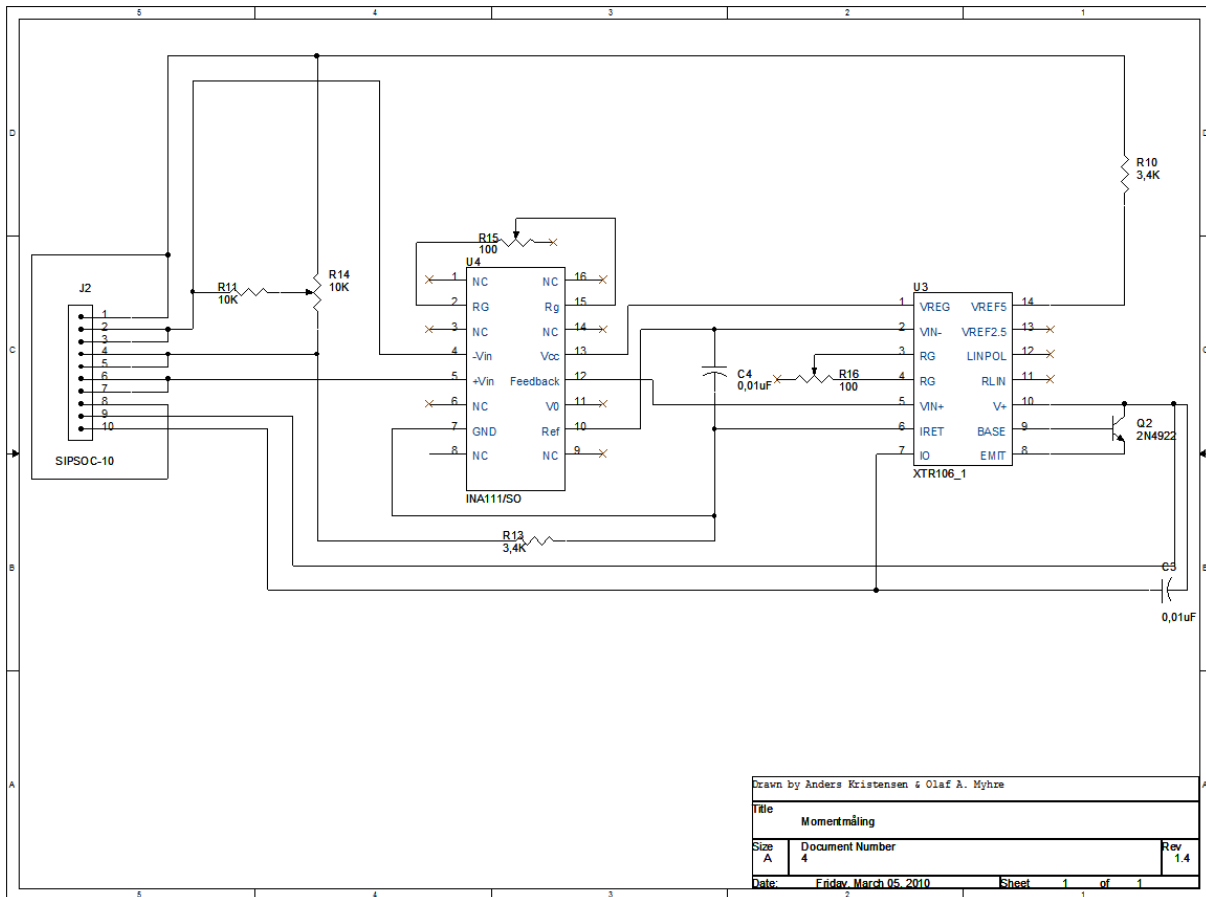 5 4 3 2 1
D D
C C
B B
A A
5 4 3 2 1
J2
1
2
3
4
5
6
7
8
9
10
SIPSOC-10
R11
10K
R14
10K
R15
100
U4
1 NC NC 16
2 RG Rg 15
3 NC NC 14
4 -Vin Vcc 13
5 +Vin Feedback 12
6 NC V0 11
7 GND Ref 10
8 NC NC 9
INA111/SO
R13
3,4K
C4
0,01uF
R16
100
R10
3,4K
U3
1 VREG VREF5 14
2 VIN- VREF2.5 13
3 RG LINPOL 12
4 RG RLIN 11
5 VIN+ V+ 10
6 IRET BASE 9
7 IO EMIT 8
XTR106_1
Q2
2N4922
C3
0,01uF
Drawn by Anders Kristensen & Olaf A. Myhre
Title
Momentmåling
Size Document Number Rev
A 4 1.4
Date: Friday, March 05, 2010 Sheet 1 of 1